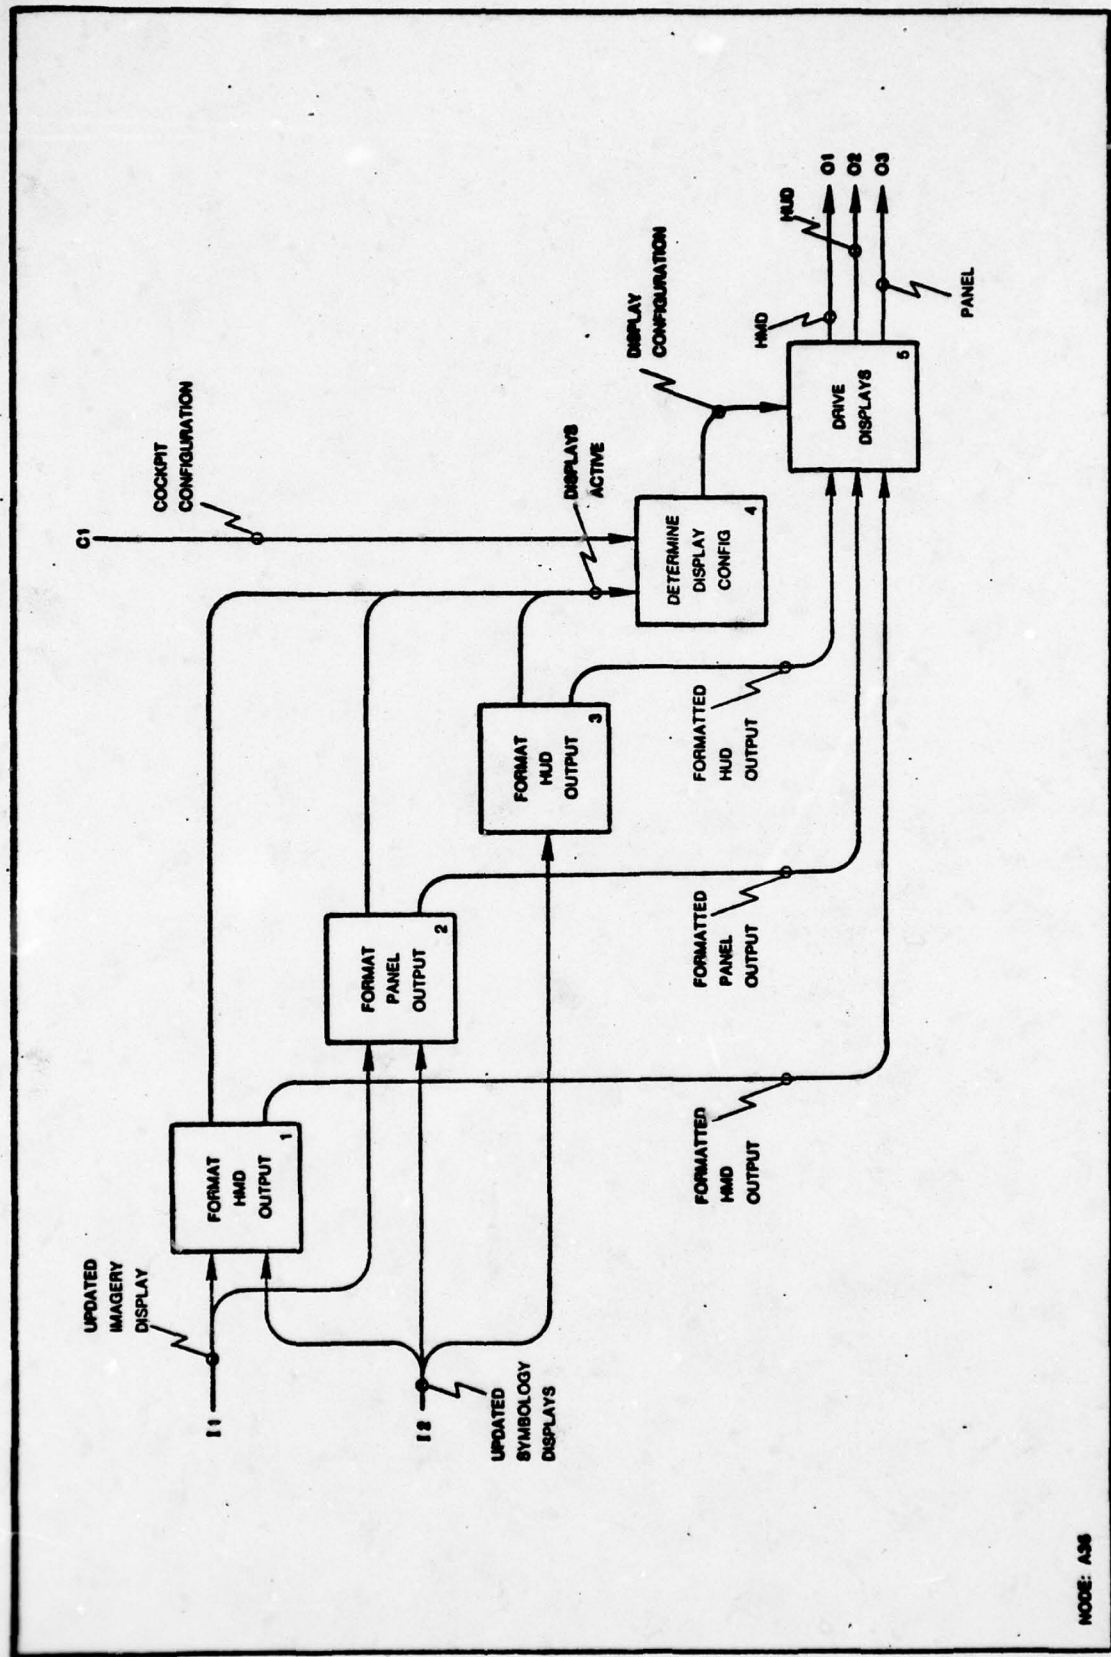 C1
COCKPIT
CONFIGURATION
UPDATED
IMAGERY
DISPLAY
I1
FORMAT
HMD
OUTPUT
1
I2
UPDATED
SYMBOLOGY
DISPLAYS
FORMAT
PANEL
OUTPUT
2
FORMAT
HUD
OUTPUT
3
DISPLAYS
ACTIVE
DETERMINE
DISPLAY
CONFIG
4
DISPLAY
CONFIGURATION
DRIVE
DISPLAYS
5
HMD
HUD
PANEL
O1
O2
O3
FORMATTED
HMD
OUTPUT
FORMATTED
PANEL
OUTPUT
FORMATTED
HUD
OUTPUT
NODE: A36